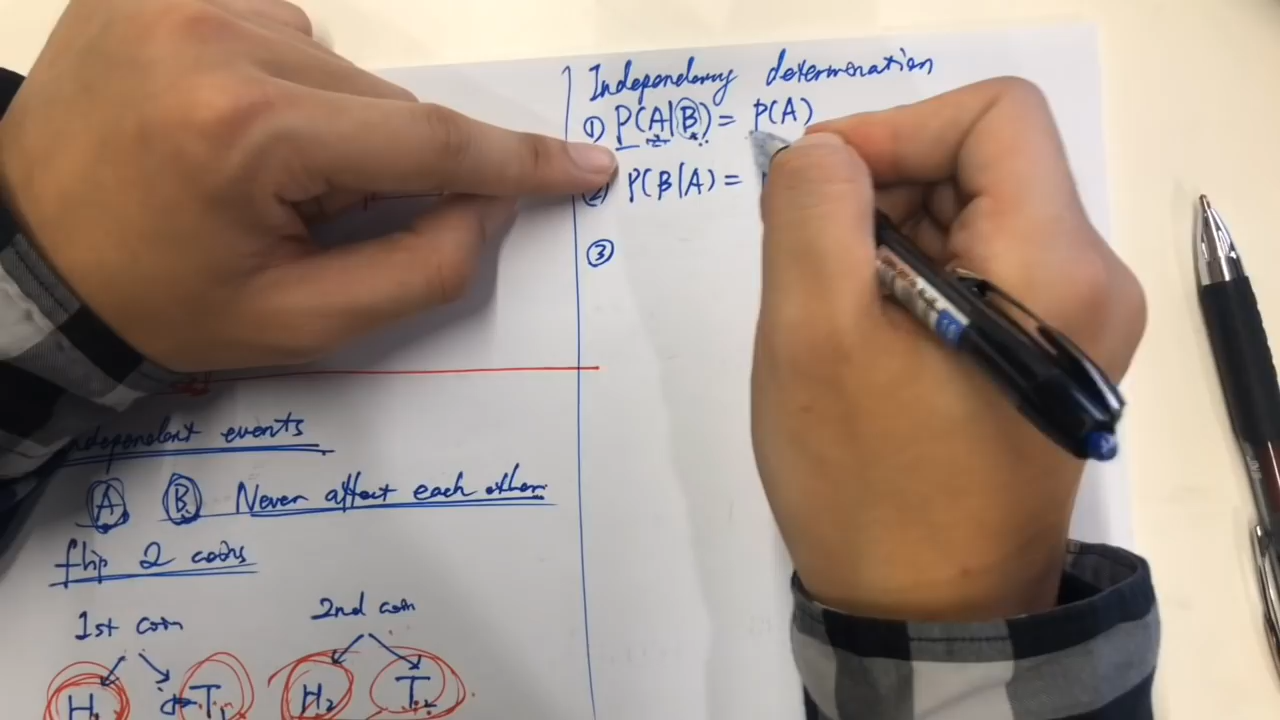 Independency determination
① P(A|B) = P(A)
② P(B|A) =
③
independent events
A B Never affect each other
flip 2 coins
1st coin 2nd coin
H₁ T₁ H₂ T₂